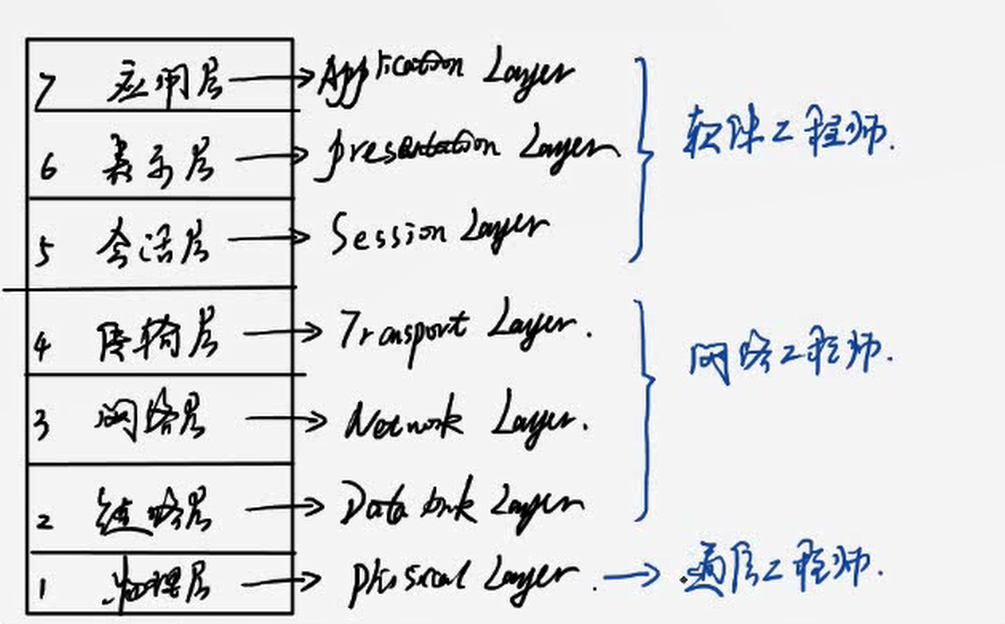 7 应用层 → Application Layer
6 表示层 → presentation Layer
软件工程师.
5 会话层 → Session Layer
4 传输层 → Transport Layer.
网络工程师.
3 网络层 → Network Layer.
2 链路层 → Data link Layer
1 物理层 → Phisical Layer. → 通信工程师.